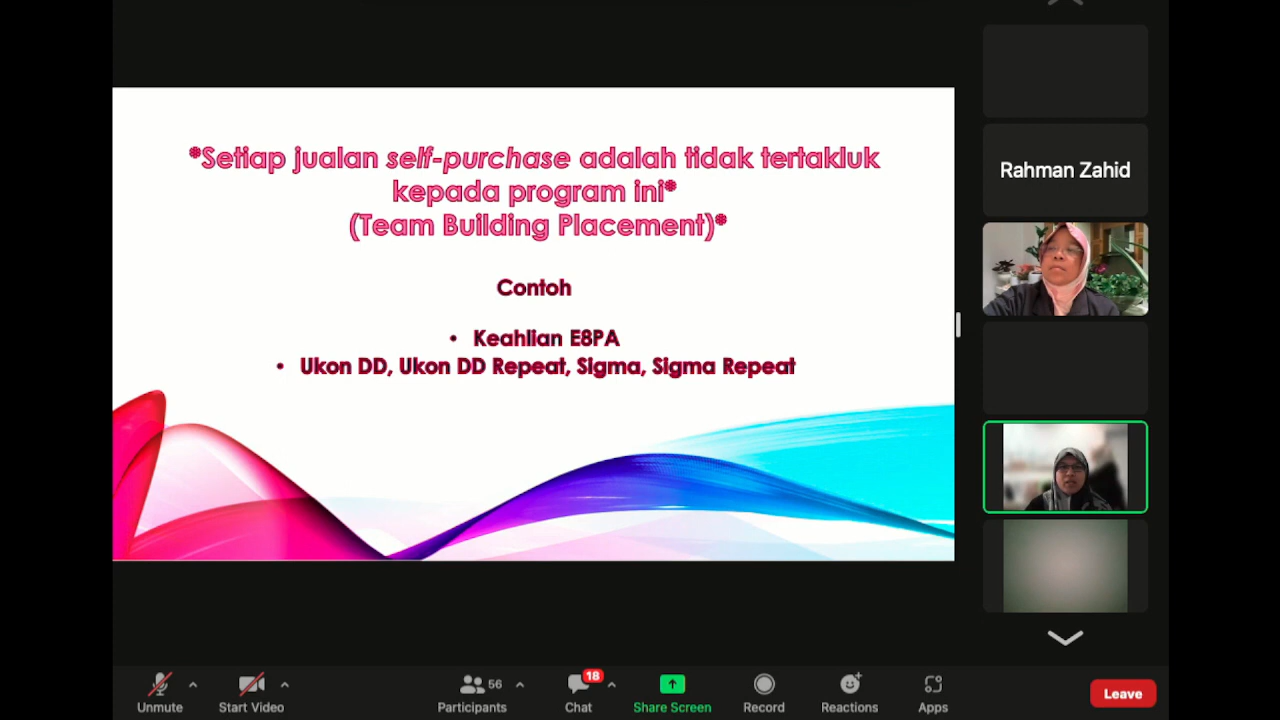 *Setiap jualan self-purchase adalah tidak tertakluk
kepada program ini*
(Team Building Placement)*
Contoh
• Keahlian E8PA
• Ukon DD, Ukon DD Repeat, Sigma, Sigma Repeat
Rahman Zahid
Unmute
Start Video
56
Participants
18
Chat
Share Screen
Record
Reactions
Apps
Leave